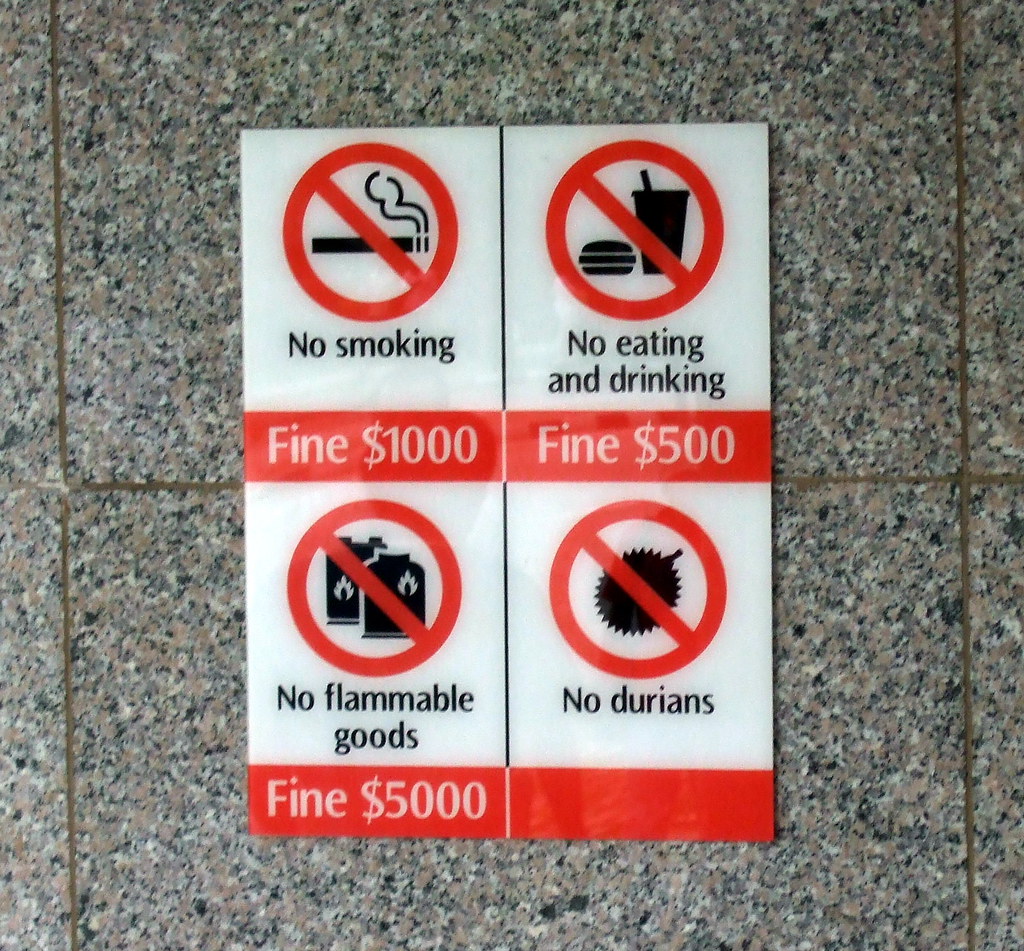 No smoking
Fine $1000
No eating
and drinking
Fine $500
No flammable
goods
Fine $5000
No durians